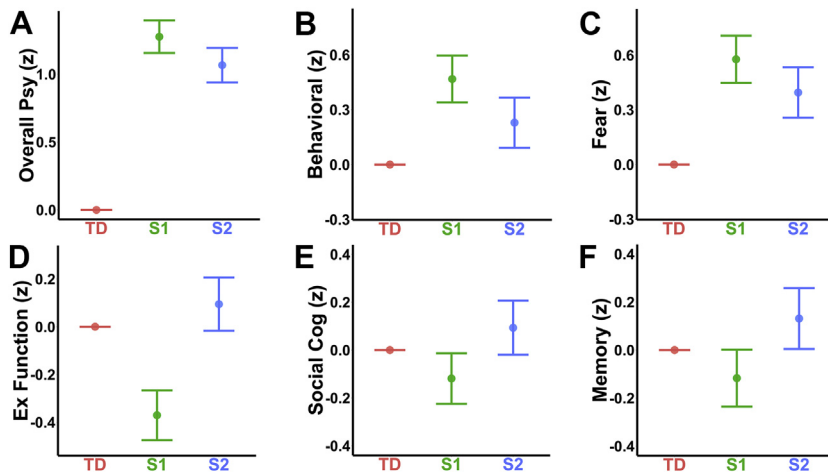 A
Overall Psy (z)
1.0
0.5
0.0
TD S1 S2
B
Behavioral (z)
0.6
0.3
0.0
-0.3
TD S1 S2
C
Fear (z)
0.6
0.3
0.0
-0.3
TD S1 S2
D
Ex Function (z)
0.2
0.0
-0.2
-0.4
TD S1 S2
E
Social Cog (z)
0.4
0.2
0.0
-0.2
-0.4
TD S1 S2
F
Memory (z)
0.4
0.2
0.0
-0.2
-0.4
TD S1 S2